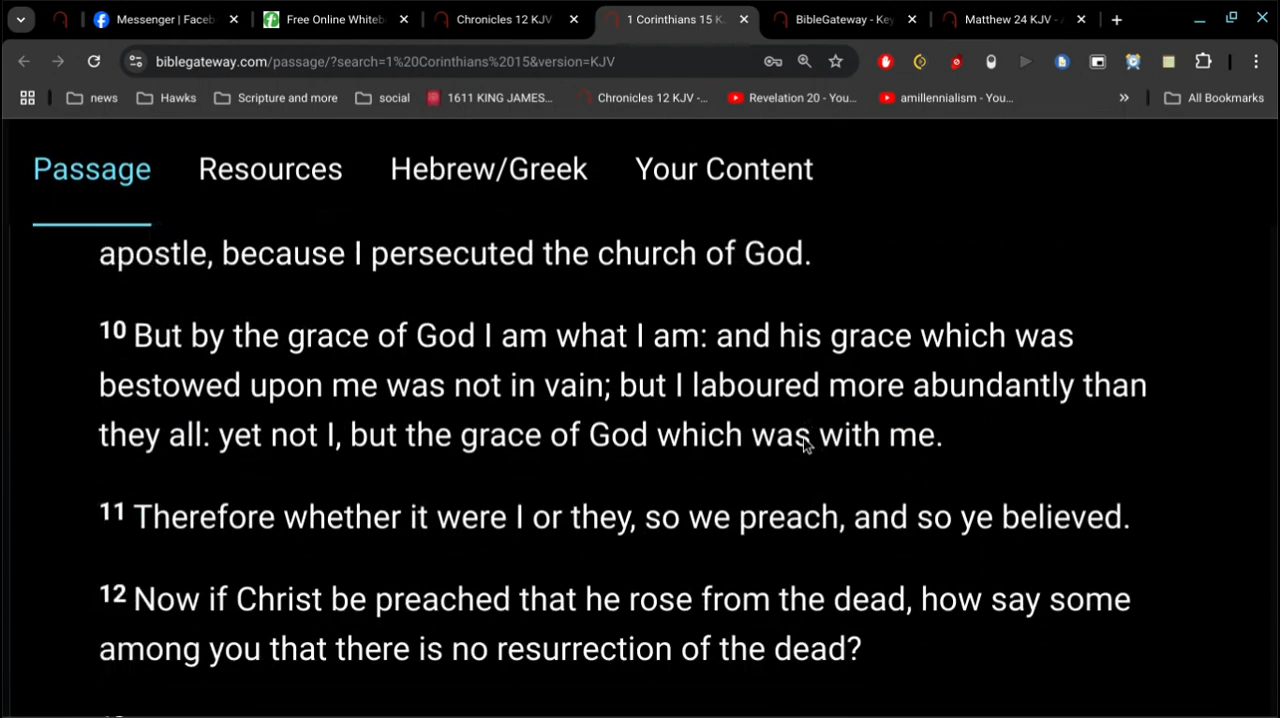 Messenger | Faceb
Free Online Whiteb
Chronicles 12 KJV
1 Corinthians 15 K
BibleGateway - Key
Matthew 24 KJV -
biblegateway.com/passage/?search=1%20Corinthians%2015&version=KJV
news
Hawks
Scripture and more
social
1611 KING JAMES...
Chronicles 12 KJV -...
Revelation 20 - You...
amillennialism - You...
All Bookmarks
Passage
Resources
Hebrew/Greek
Your Content
apostle, because I persecuted the church of God.
10 But by the grace of God I am what I am: and his grace which was
bestowed upon me was not in vain; but I laboured more abundantly than
they all: yet not I, but the grace of God which was with me.
11 Therefore whether it were I or they, so we preach, and so ye believed.
12 Now if Christ be preached that he rose from the dead, how say some
among you that there is no resurrection of the dead?